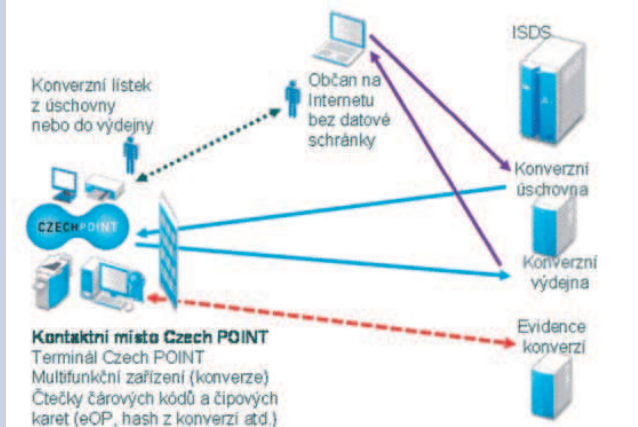 ISDS
Konverzní lístek
z úschovny
nebo do výdejny
Občan na
Internetu
bez datové
schránky
Konverzní
úschovna
CZECH POINT
Konverzní
výdejna
Evidence
konverzí
Kontaktní místo Czech POINT
Terminál Czech POINT
Multifunkční zařízení (konverze)
Čtečky čárových kódů a čipových
karet (eOP, hash z konverzí atd.)